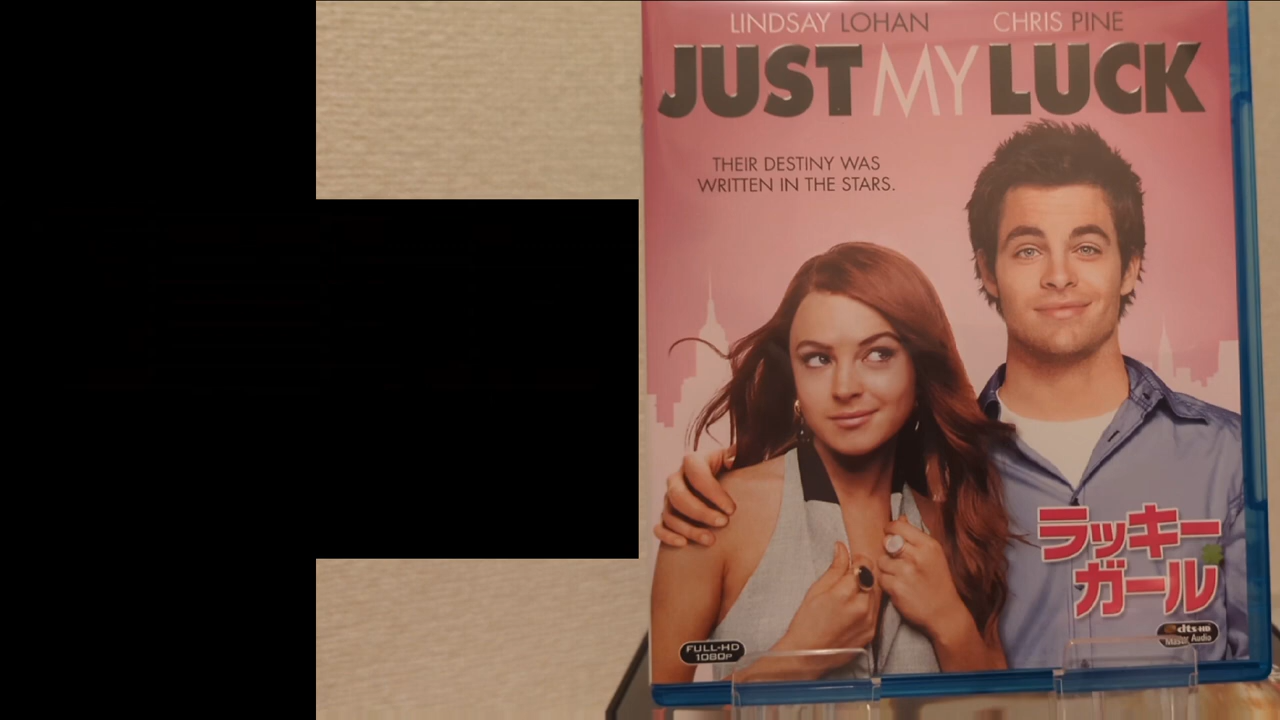 LINDSAY LOHAN CHRIS PINE
JUST MY LUCK
THEIR DESTINY WAS
WRITTEN IN THE STARS.
ラッキー
ガール
dts-HD
Master Audio
FULL-HD
1080P